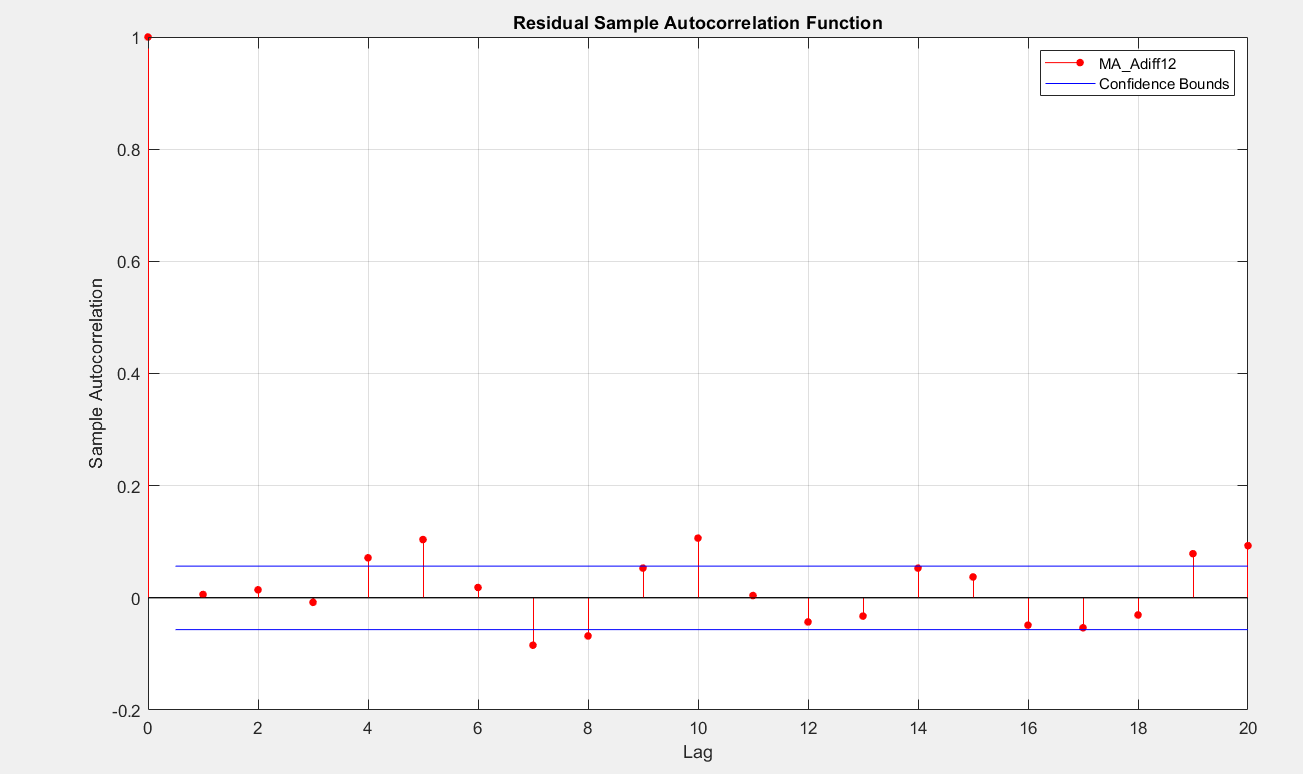 Residual Sample Autocorrelation Function
MA_Adiff12
Confidence Bounds
1
0.8
0.6
0.4
0.2
0
-0.2
Sample Autocorrelation
0 2 4 6 8 10 12 14 16 18 20
Lag